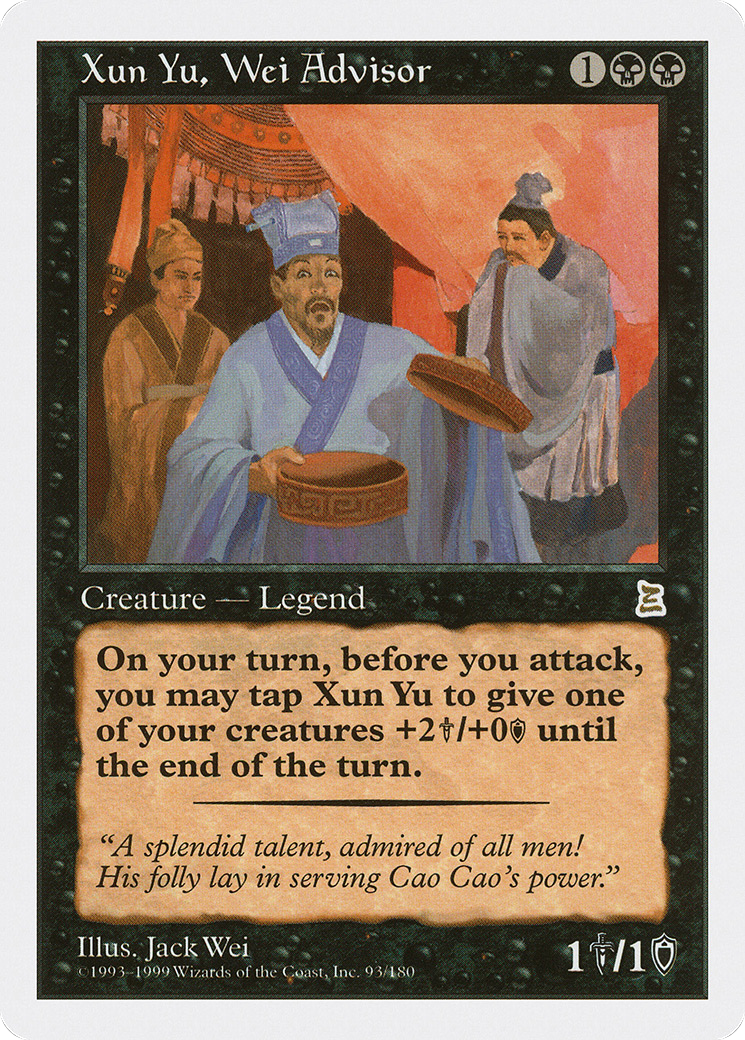 Xun Yu, Wei Advisor 1
Creature — Legend
On your turn, before you attack,
you may tap Xun Yu to give one
of your creatures +2/+0 until
the end of the turn.
“A splendid talent, admired of all men!
His folly lay in serving Cao Cao’s power.”
Illus. Jack Wei
©1993–1999 Wizards of the Coast, Inc. 93/180
1/1